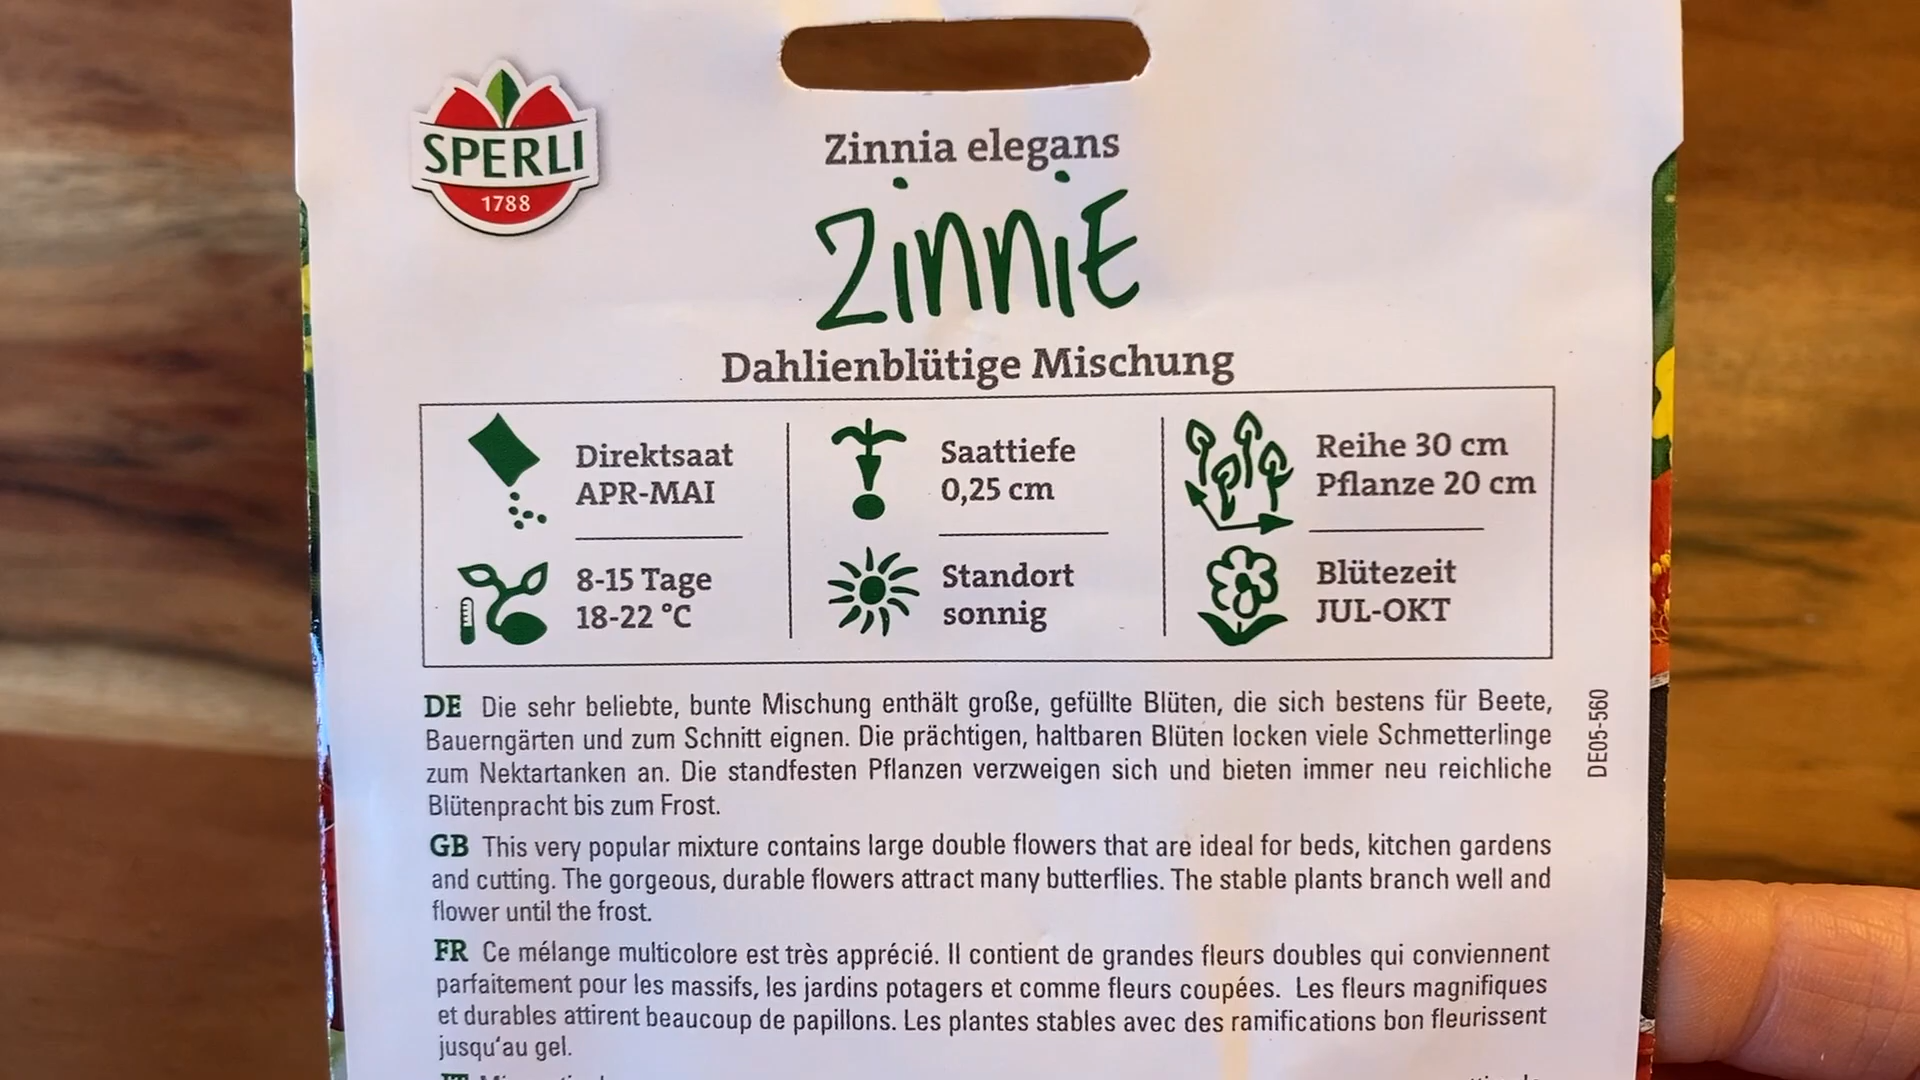 SPERLI
1788
Zinnia elegans
ZinniE
Dahlienblütige Mischung
Direktsaat
APR-MAI
Saattiefe
0,25 cm
Reihe 30 cm
Pflanze 20 cm
8-15 Tage
18-22 °C
Standort
sonnig
Blütezeit
JUL-OKT
DE Die sehr beliebte, bunte Mischung enthält große, gefüllte Blüten, die sich bestens für Beete,
Bauerngärten und zum Schnitt eignen. Die prächtigen, haltbaren Blüten locken viele Schmetterlinge
zum Nektartanken an. Die standfesten Pflanzen verzweigen sich und bieten immer neu reichliche
Blütenpracht bis zum Frost.
DE05-560
GB This very popular mixture contains large double flowers that are ideal for beds, kitchen gardens
and cutting. The gorgeous, durable flowers attract many butterflies. The stable plants branch well and
flower until the frost.
FR Ce mélange multicolore est très apprécié. Il contient de grandes fleurs doubles qui conviennent
parfaitement pour les massifs, les jardins potagers et comme fleurs coupées. Les fleurs magnifiques
et durables attirent beaucoup de papillons. Les plantes stables avec des ramifications bon fleurissent
jusqu'au gel.